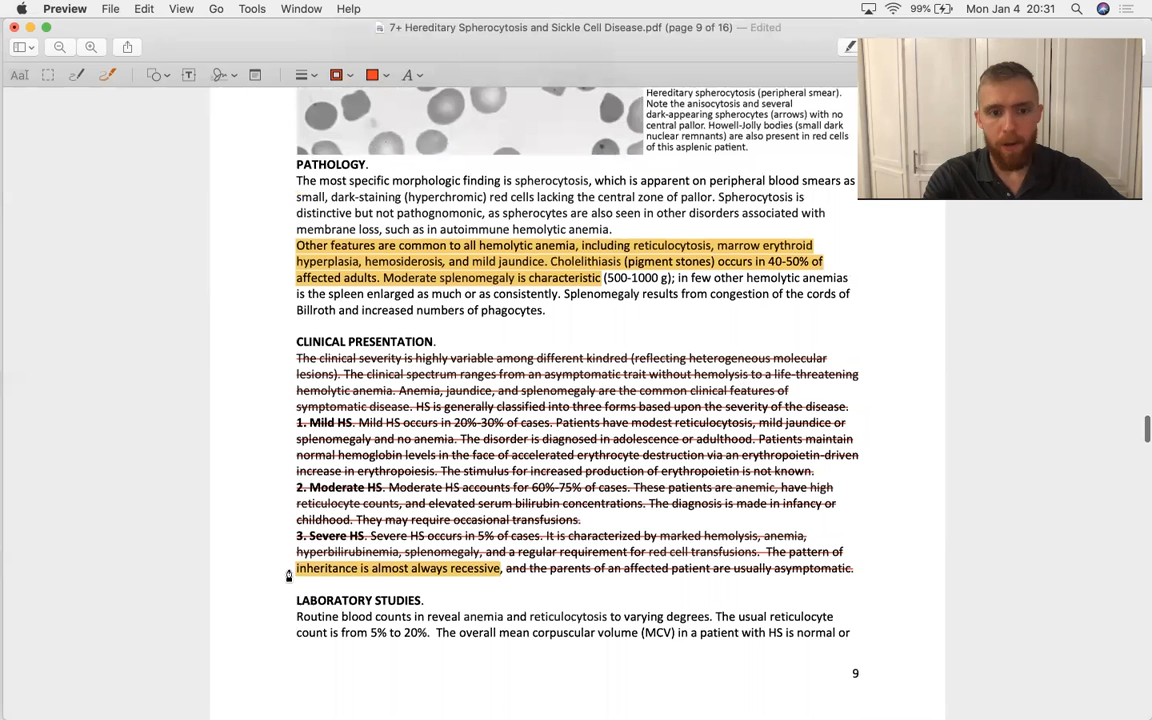 Preview File Edit View Go Tools Window Help 99% Mon Jan 4 20:31
7+ Hereditary Spherocytosis and Sickle Cell Disease.pdf (page 9 of 16) — Edited
AaI T A
Hereditary spherocytosis (peripheral smear).
Note the anisocytosis and several
dark-appearing spherocytes (arrows) with no
central pallor. Howell-Jolly bodies (small dark
nuclear remnants) are also present in red cells
of this asplenic patient.
PATHOLOGY.
The most specific morphologic finding is spherocytosis, which is apparent on peripheral blood smears as
small, dark-staining (hyperchromic) red cells lacking the central zone of pallor. Spherocytosis is
distinctive but not pathognomonic, as spherocytes are also seen in other disorders associated with
membrane loss, such as in autoimmune hemolytic anemia.
Other features are common to all hemolytic anemia, including reticulocytosis, marrow erythroid
hyperplasia, hemosiderosis, and mild jaundice. Cholelithiasis (pigment stones) occurs in 40-50% of
affected adults. Moderate splenomegaly is characteristic (500-1000 g); in few other hemolytic anemias
is the spleen enlarged as much or as consistently. Splenomegaly results from congestion of the cords of
Billroth and increased numbers of phagocytes.
CLINICAL PRESENTATION.
The clinical severity is highly variable among different kindred (reflecting heterogeneous molecular
lesions). The clinical spectrum ranges from an asymptomatic trait without hemolysis to a life-threatening
hemolytic anemia. Anemia, jaundice, and splenomegaly are the common clinical features of
symptomatic disease. HS is generally classified into three forms based upon the severity of the disease.
1. Mild HS. Mild HS occurs in 20%-30% of cases. Patients have modest reticulocytosis, mild jaundice or
splenomegaly and no anemia. The disorder is diagnosed in adolescence or adulthood. Patients maintain
normal hemoglobin levels in the face of accelerated erythrocyte destruction via an erythropoietin-driven
increase in erythropoiesis. The stimulus for increased production of erythropoietin is not known.
2. Moderate HS. Moderate HS accounts for 60%-75% of cases. These patients are anemic, have high
reticulocyte counts, and elevated serum bilirubin concentrations. The diagnosis is made in infancy or
childhood. They may require occasional transfusions.
3. Severe HS. Severe HS occurs in 5% of cases. It is characterized by marked hemolysis, anemia,
hyperbilirubinemia, splenomegaly, and a regular requirement for red cell transfusions. The pattern of
inheritance is almost always recessive, and the parents of an affected patient are usually asymptomatic.
LABORATORY STUDIES.
Routine blood counts in reveal anemia and reticulocytosis to varying degrees. The usual reticulocyte
count is from 5% to 20%. The overall mean corpuscular volume (MCV) in a patient with HS is normal or
9